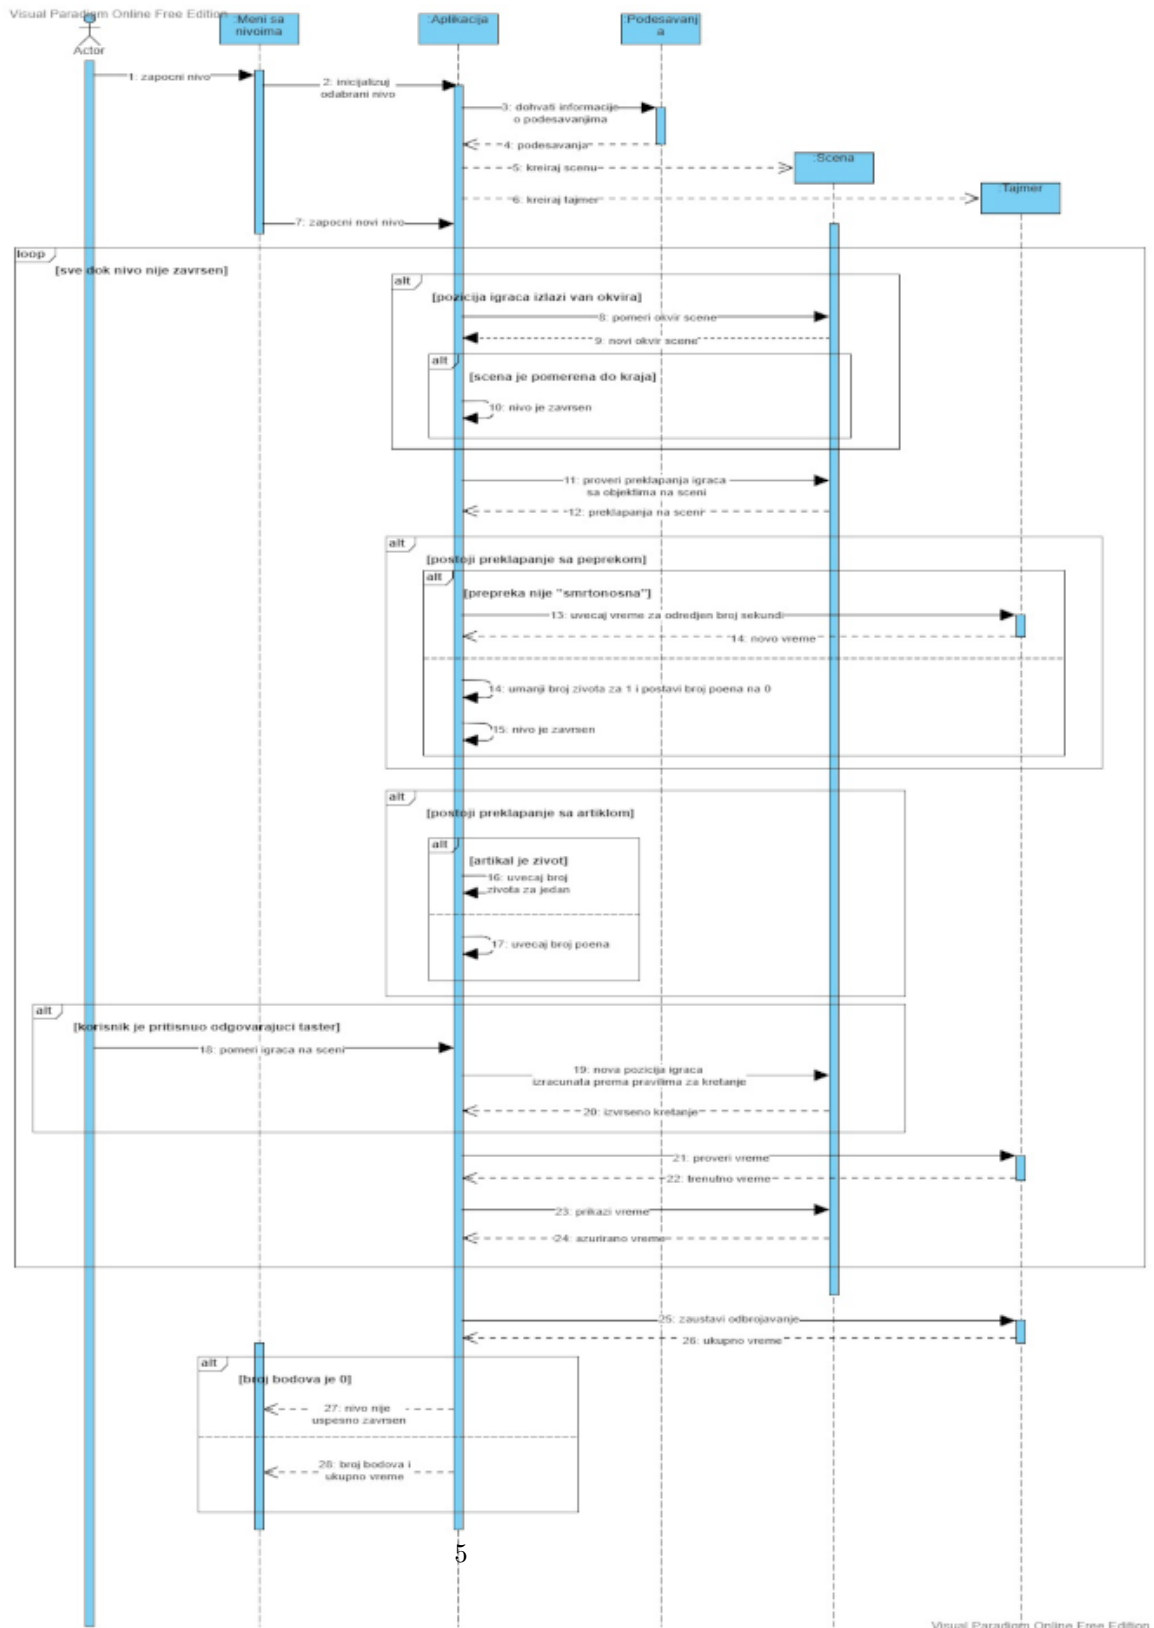 Visual Paradigm Online Free Edition
:Meni sa
nivoima
:Aplikacija
:Podesavanj
a
Actor
1: zapocni nivo
2: inicijalizuj
odabrani nivo
3: dohvati informacije
o podesavanjima
4: podesavanja
5: kreiraj scenu
:Scena
6: kreiraj tajmer
:Tajmer
7: zapocni novi nivo
loop
[sve dok nivo nije zavrsen]
alt
[pozicija igraca izlazi van okvira]
8: pomeri okvir scene
9: novi okvir scene
alt
[scena je pomerena do kraja]
10: nivo je zavrsen
11: proveri preklapanja igraca
sa objektima na sceni
12: preklapanja na sceni
alt
[postoji preklapanje sa peprekom]
alt
[prepreka nije "smrtonosna"]
13: uvecaj vreme za odredjen broj sekundi
14: novo vreme
14: umanji broj zivota za 1 i postavi broj poena na 0
15: nivo je zavrsen
alt
[postoji preklapanje sa artiklom]
alt
[artikal je zivot]
16: uvecaj broj
zivota za jedan
17: uvecaj broj poena
alt
[korisnik je pritisnuo odgovarajuci taster]
18: pomeri igraca na sceni
19: nova pozicija igraca
izracunata prema pravilima za kretanje
20: izvrseno kretanje
21: proveri vreme
22: trenutno vreme
23: prikazi vreme
24: azurirano vreme
25: zaustavi odbrojavanje
26: ukupno vreme
alt
[broj bodova je 0]
27: nivo nije
uspesno zavrsen
28: broj bodova i
ukupno vreme
5
Visual Paradigm Online Free Edition